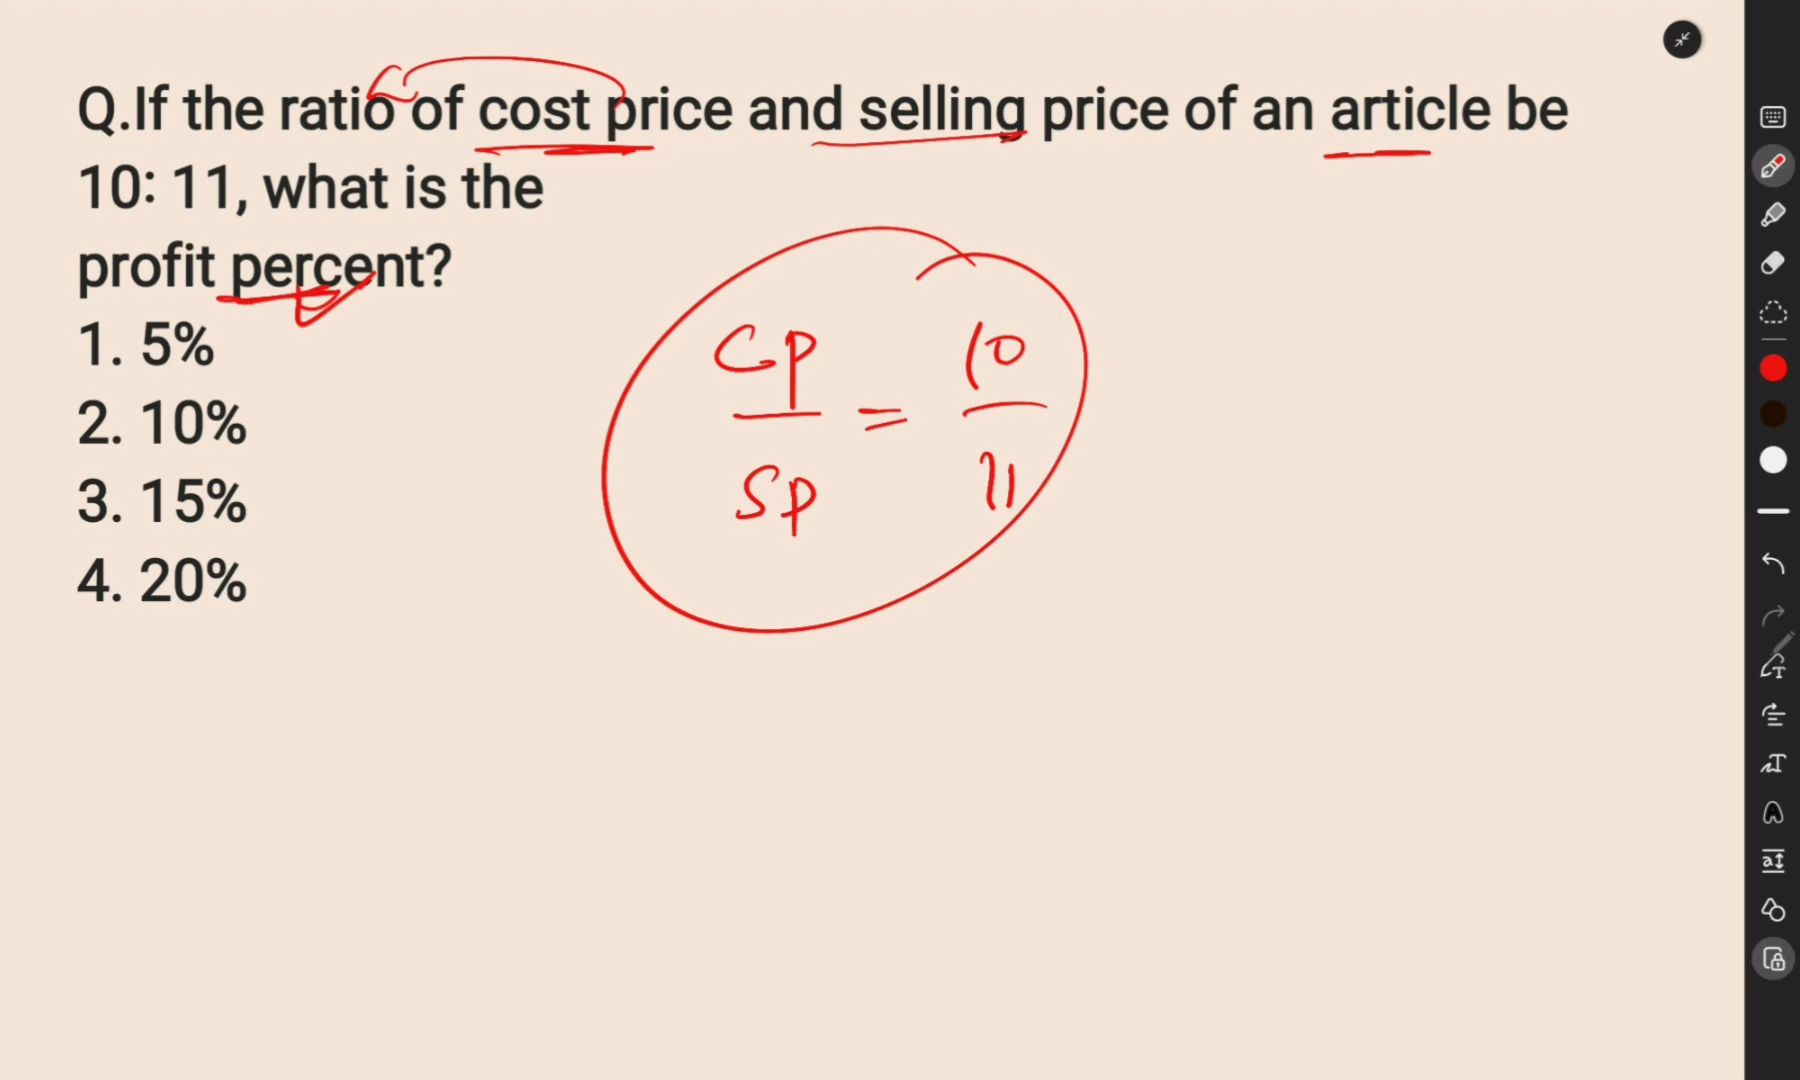 Q.If the ratio of cost price and selling price of an article be
10: 11, what is the
profit percent?
1. 5%
2. 10%
3. 15%
4. 20%
CP = 10
SP 11